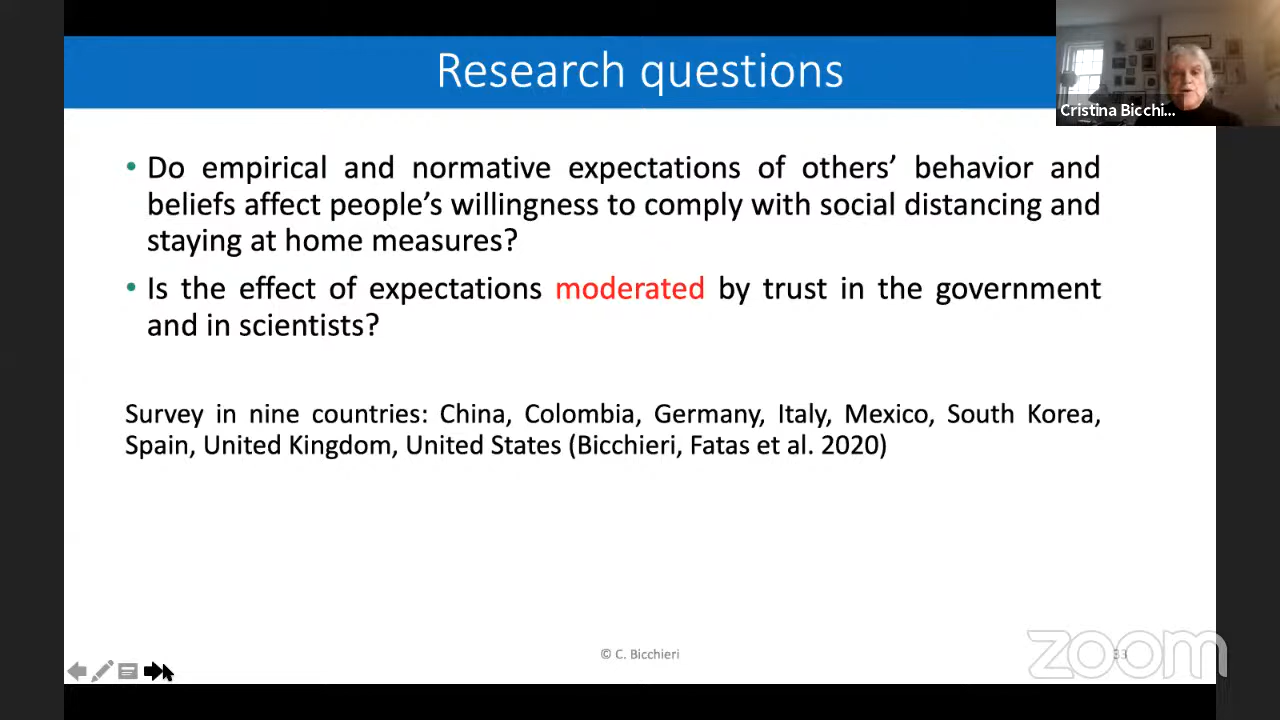 Research questions
Cristina Bicchi...
• Do empirical and normative expectations of others’ behavior and
beliefs affect people’s willingness to comply with social distancing and
staying at home measures?
• Is the effect of expectations moderated by trust in the government
and in scientists?
Survey in nine countries: China, Colombia, Germany, Italy, Mexico, South Korea,
Spain, United Kingdom, United States (Bicchieri, Fatas et al. 2020)
© C. Bicchieri
zoom
33